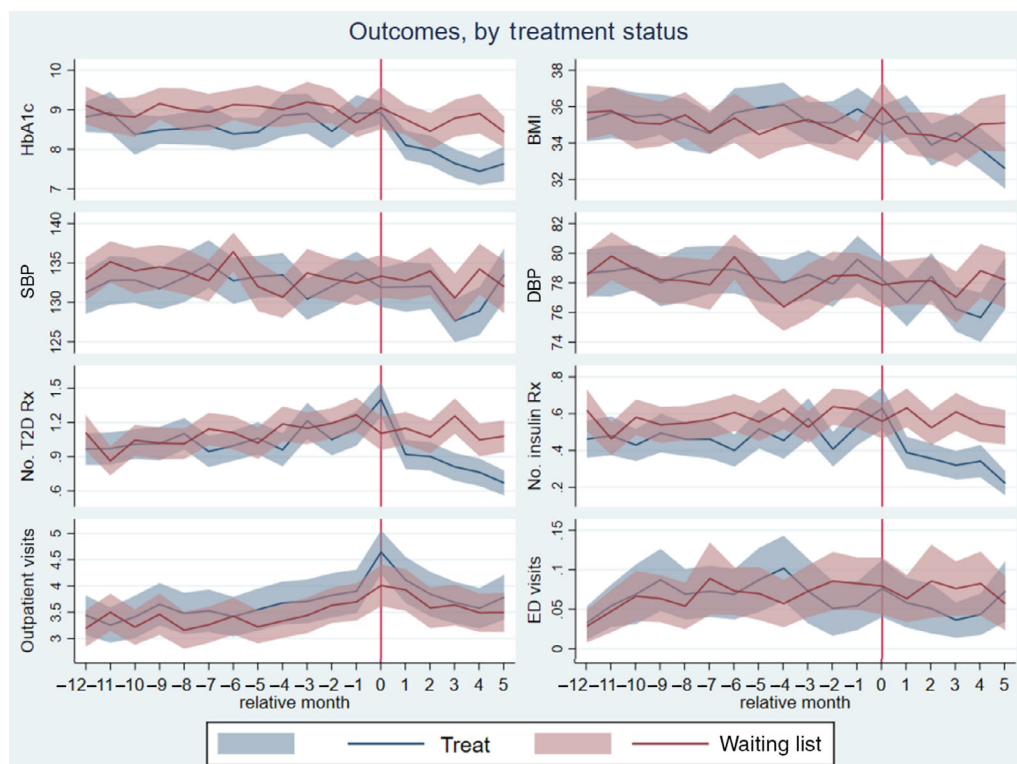 Outcomes, by treatment status
HbA1c
10
9
8
7
BMI
38
36
34
32
SBP
140
135
130
125
DBP
82
80
78
76
74
No. T2D Rx
1.5
1.2
.9
.6
No. insulin Rx
.8
.6
.4
.2
Outpatient visits
5
4.5
4
3.5
3
ED visits
.15
.1
.05
0
−12−11−10 −9 −8 −7 −6 −5 −4 −3 −2 −1 0 1 2 3 4 5
relative month
−12−11−10 −9 −8 −7 −6 −5 −4 −3 −2 −1 0 1 2 3 4 5
relative month
Treat
Waiting list